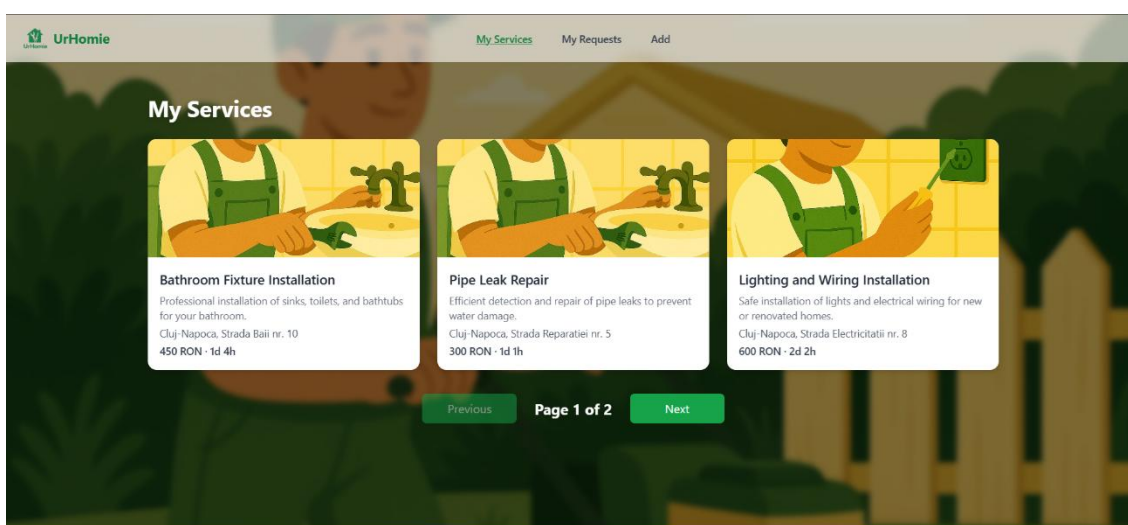 UrHomie
UrHomie
My Services
My Requests
Add
My Services
Bathroom Fixture Installation
Professional installation of sinks, toilets, and bathtubs
for your bathroom.
Cluj-Napoca, Strada Baii nr. 10
450 RON · 1d 4h
Pipe Leak Repair
Efficient detection and repair of pipe leaks to prevent
water damage.
Cluj-Napoca, Strada Reparatiei nr. 5
300 RON · 1d 1h
Lighting and Wiring Installation
Safe installation of lights and electrical wiring for new
or renovated homes.
Cluj-Napoca, Strada Electricitatii nr. 8
600 RON · 2d 2h
Previous
Page 1 of 2
Next